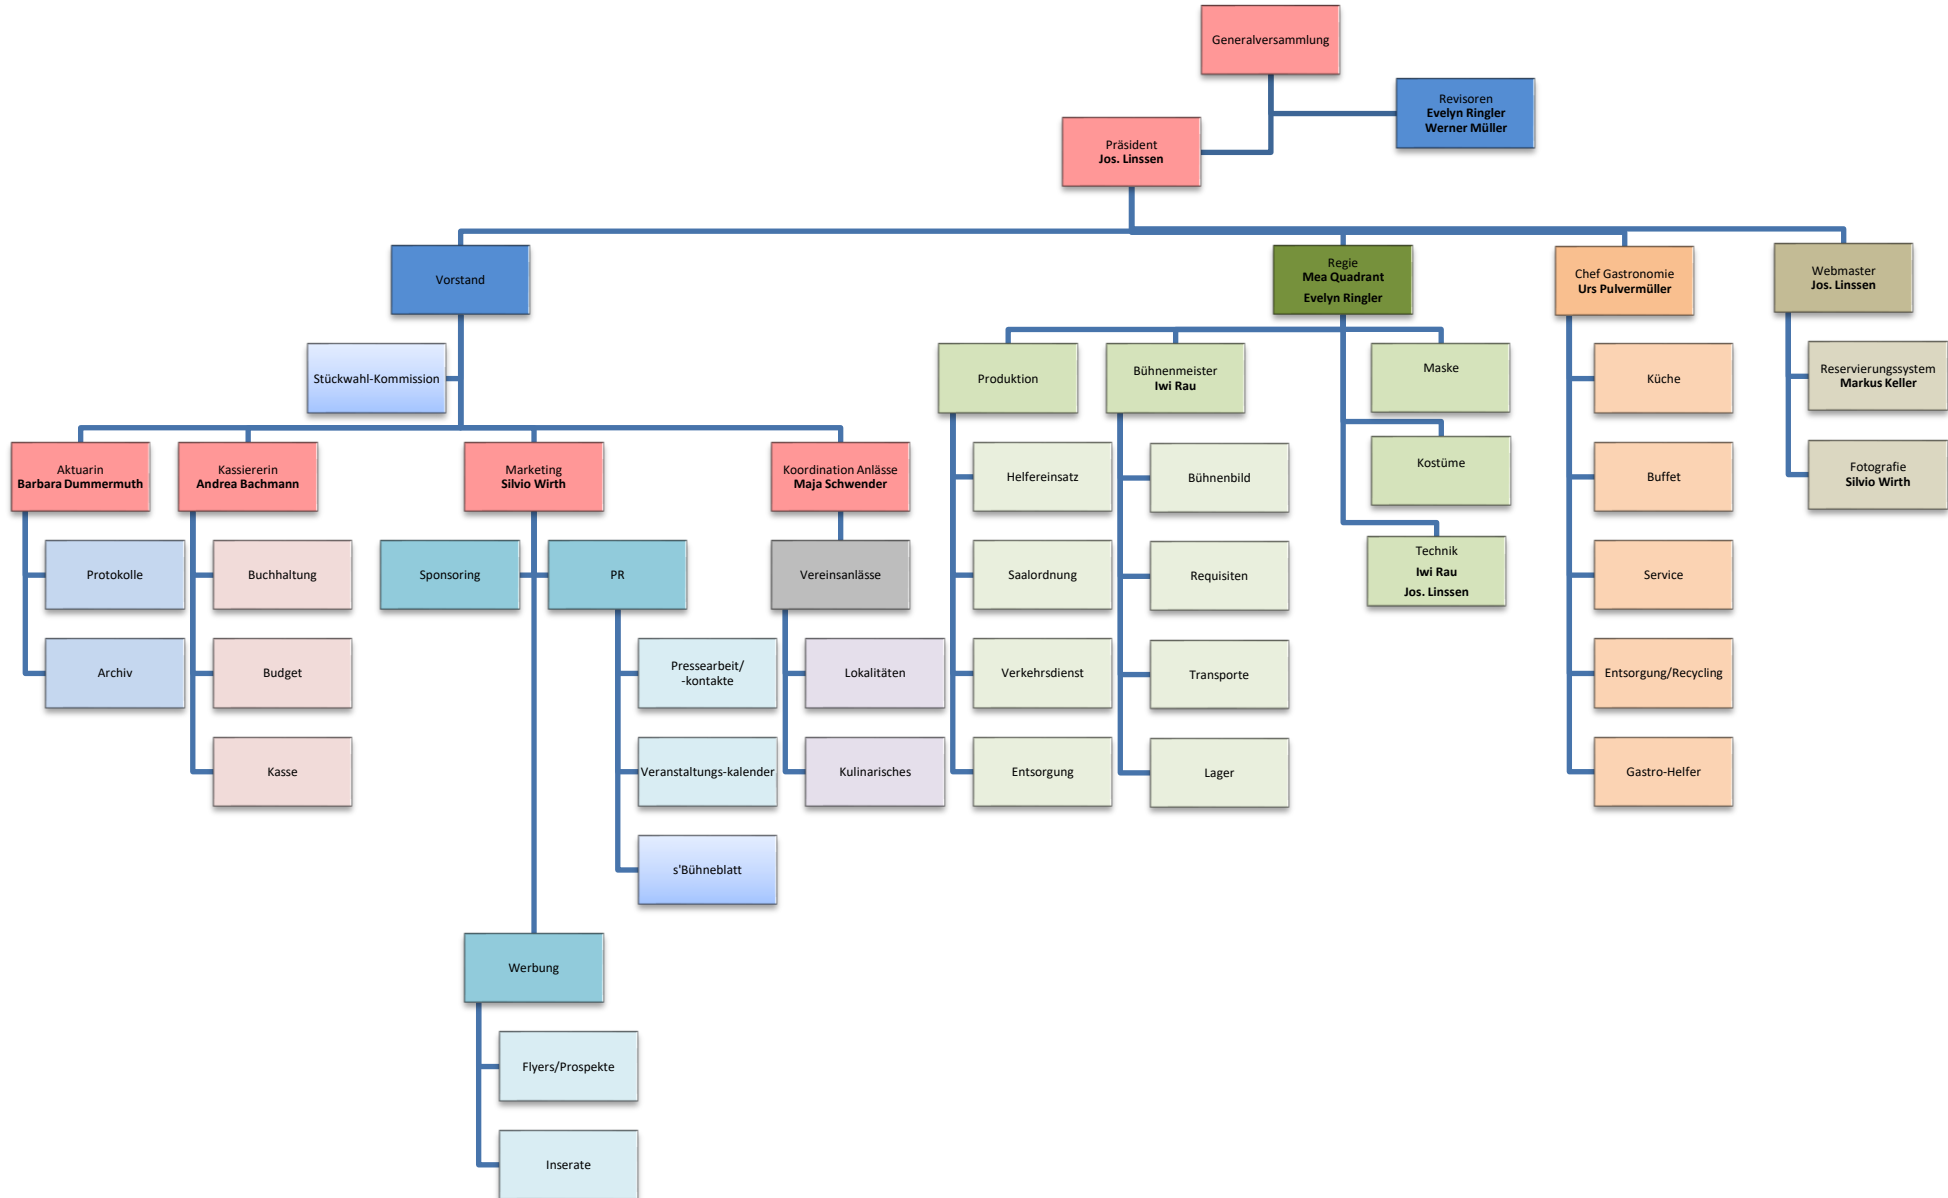 Generalversammlung
Revisoren
Evelyn Ringler
Werner Müller
Präsident
Jos. Linssen
Vorstand
Regie
Mea Quadrant
Evelyn Ringler
Chef Gastronomie
Urs Pulvermüller
Webmaster
Jos. Linssen
Stückwahl-Kommission
Produktion
Bühnenmeister
Iwi Rau
Maske
Küche
Reservierungssystem
Markus Keller
Aktuarin
Barbara Dummermuth
Kassiererin
Andrea Bachmann
Marketing
Silvio Wirth
Koordination Anlässe
Maja Schwender
Helfereinsatz
Bühnenbild
Kostüme
Buffet
Fotografie
Silvio Wirth
Protokolle
Buchhaltung
Sponsoring
PR
Vereinsanlässe
Saalordnung
Requisiten
Technik
Iwi Rau
Jos. Linssen
Service
Archiv
Budget
Pressearbeit/
-kontakte
Lokalitäten
Verkehrsdienst
Transporte
Entsorgung/Recycling
Kasse
Veranstaltungs-kalender
Kulinarisches
Entsorgung
Lager
Gastro-Helfer
s'Bühneblatt
Werbung
Flyers/Prospekte
Inserate